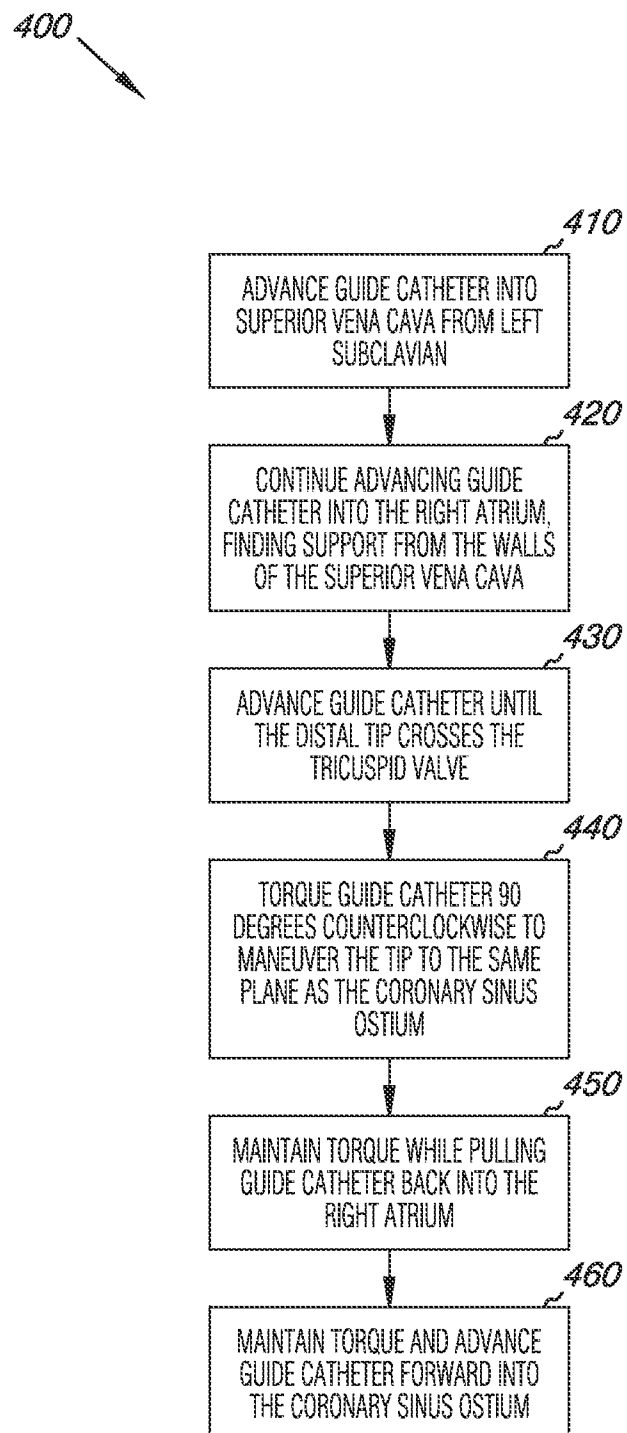 400
410
ADVANCE GUIDE CATHETER INTO
SUPERIOR VENA CAVA FROM LEFT
SUBCLAVIAN
420
CONTINUE ADVANCING GUIDE
CATHETER INTO THE RIGHT ATRIUM,
FINDING SUPPORT FROM THE WALLS
OF THE SUPERIOR VENA CAVA
430
ADVANCE GUIDE CATHETER UNTIL
THE DISTAL TIP CROSSES THE
TRICUSPID VALVE
440
TORQUE GUIDE CATHETER 90
DEGREES COUNTERCLOCKWISE TO
MANEUVER THE TIP TO THE SAME
PLANE AS THE CORONARY SINUS
OSTIUM
450
MAINTAIN TORQUE WHILE PULLING
GUIDE CATHETER BACK INTO THE
RIGHT ATRIUM
460
MAINTAIN TORQUE AND ADVANCE
GUIDE CATHETER FORWARD INTO
THE CORONARY SINUS OSTIUM